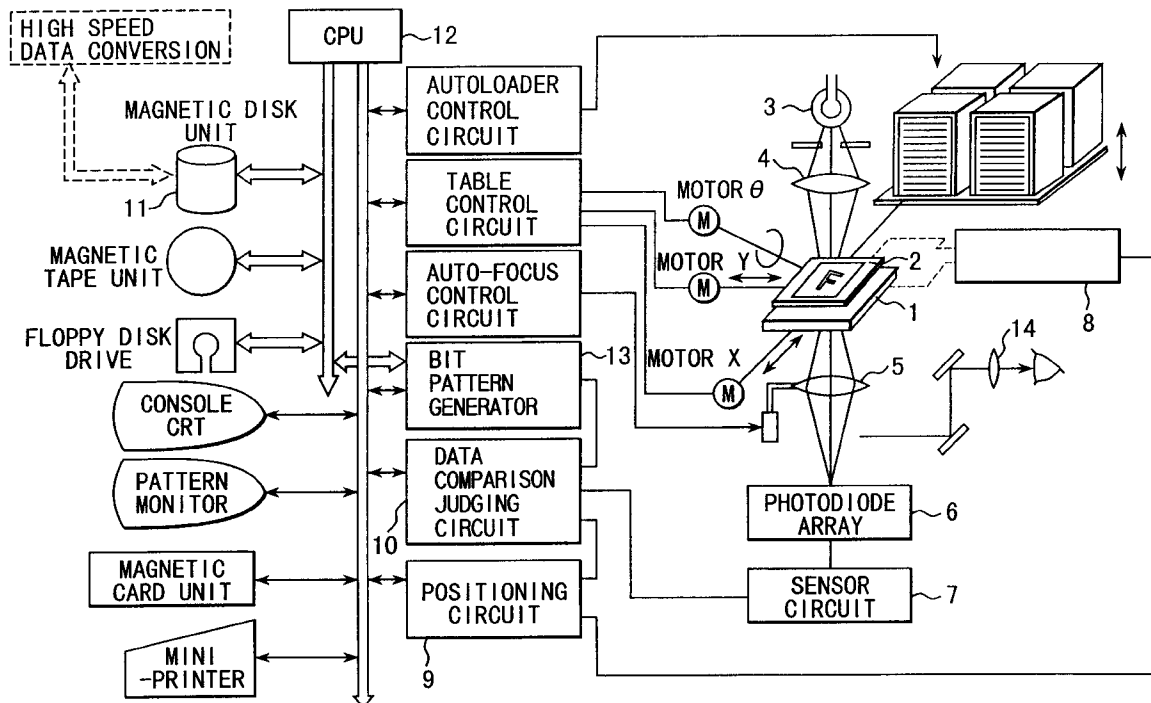 HIGH SPEED
DATA CONVERSION
CPU
12
MAGNETIC DISK
UNIT
11
MAGNETIC
TAPE UNIT
FLOPPY DISK
DRIVE
CONSOLE
CRT
PATTERN
MONITOR
MAGNETIC
CARD UNIT
MINI
-PRINTER
AUTOLOADER
CONTROL
CIRCUIT
TABLE
CONTROL
CIRCUIT
AUTO-FOCUS
CONTROL
CIRCUIT
13
BIT
PATTERN
GENERATOR
DATA
COMPARISON
JUDGING
CIRCUIT
10
POSITIONING
CIRCUIT
9
3
4
MOTOR θ
M
MOTOR Y
M
MOTOR X
M
F
2
1
8
5
14
PHOTODIODE
ARRAY
6
SENSOR
CIRCUIT
7